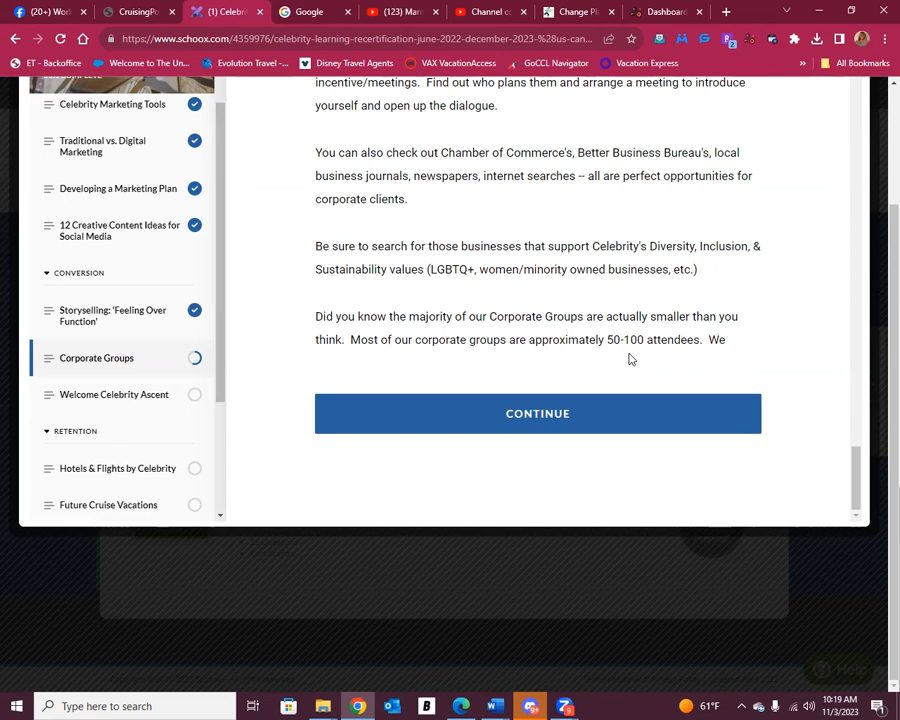 (20+) Wor
CruisingPo
(1) Celebri
Google
(123) Mar
Channel co
Change Pl
Dashboard
https://www.schoox.com/4359976/celebrity-learning-recertification-june-2022-december-2023-%28us-can...
ET - Backoffice
Welcome to The Un...
Evolution Travel -...
Disney Travel Agents
VAX VacationAccess
GoCCL Navigator
Vacation Express
All Bookmarks
Celebrity Marketing Tools
Traditional vs. Digital
Marketing
Developing a Marketing Plan
12 Creative Content Ideas for
Social Media
CONVERSION
Storyselling: 'Feeling Over
Function'
Corporate Groups
Welcome Celebrity Ascent
RETENTION
Hotels & Flights by Celebrity
Future Cruise Vacations
incentive/meetings. Find out who plans them and arrange a meeting to introduce
yourself and open up the dialogue.
You can also check out Chamber of Commerce's, Better Business Bureau's, local
business journals, newspapers, internet searches -- all are perfect opportunities for
corporate clients.
Be sure to search for those businesses that support Celebrity's Diversity, Inclusion, &
Sustainability values (LGBTQ+, women/minority owned businesses, etc.)
Did you know the majority of our Corporate Groups are actually smaller than you
think. Most of our corporate groups are approximately 50-100 attendees. We
CONTINUE
Help
Type here to search
61°F
10:19 AM
11/3/2023